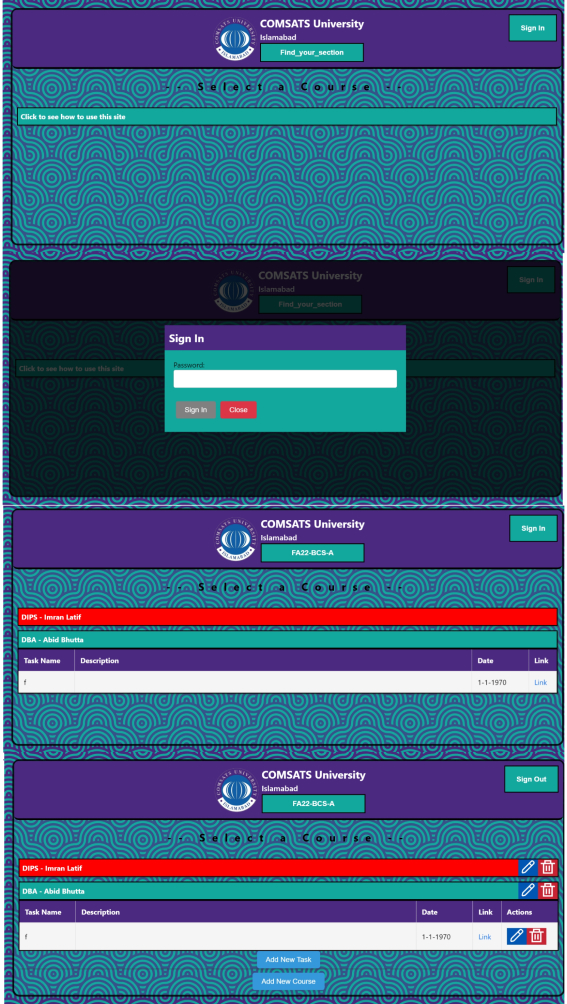 COMSATS University
Islamabad
Find_your_section
Sign In
-- Select a Course --
Click to see how to use this site
COMSATS University
Islamabad
Find_your_section
Sign In
Sign In
Click to see how to use this site
Password:
Sign In Close
COMSATS University
Islamabad
FA22-BCS-A
Sign In
-- Select a Course --
DIPS - Imran Latif
DBA - Abid Bhutta
Task Name Description Date Link
f 1-1-1970 Link
COMSATS University
Islamabad
FA22-BCS-A
Sign Out
-- Select a Course --
DIPS - Imran Latif
DBA - Abid Bhutta
Task Name Description Date Link Actions
f 1-1-1970 Link
Add New Task
Add New Course